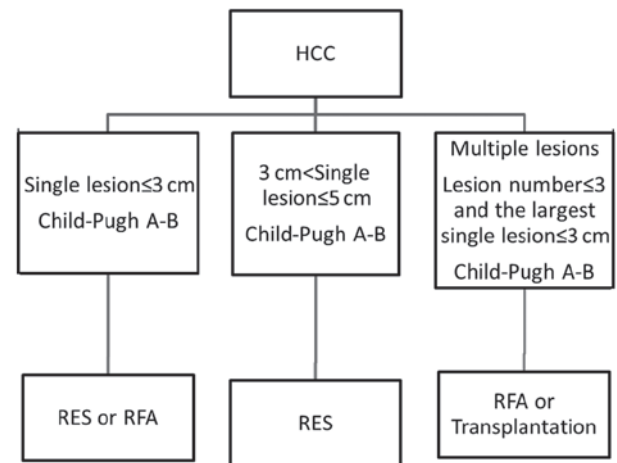 HCC
Single lesion≤3 cm
Child-Pugh A-B
3 cm<Single
lesion≤5 cm
Child-Pugh A-B
Multiple lesions
Lesion number≤3
and the largest
single lesion≤3 cm
Child-Pugh A-B
RES or RFA
RES
RFA or
Transplantation